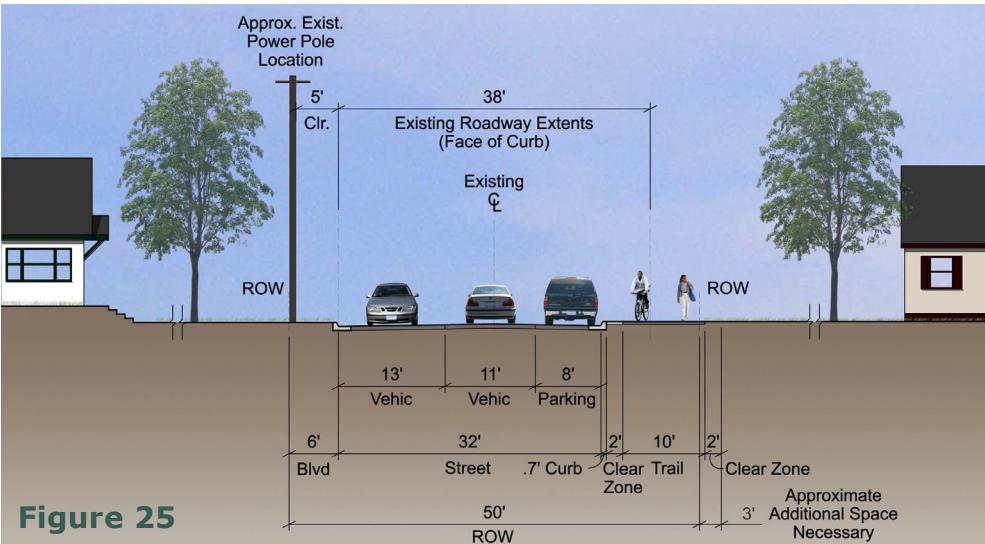 Approx. Exist.
Power Pole
Location
5'
38'
Clr.
Existing Roadway Extents
(Face of Curb)
Existing
CL
ROW
ROW
13'
11'
8'
Vehic
Vehic
Parking
6'
32'
2'
10'
2'
Blvd
Street
.7' Curb
Clear
Zone
Trail
Clear Zone
Figure 25
50'
ROW
3'
Approximate
Additional Space
Necessary